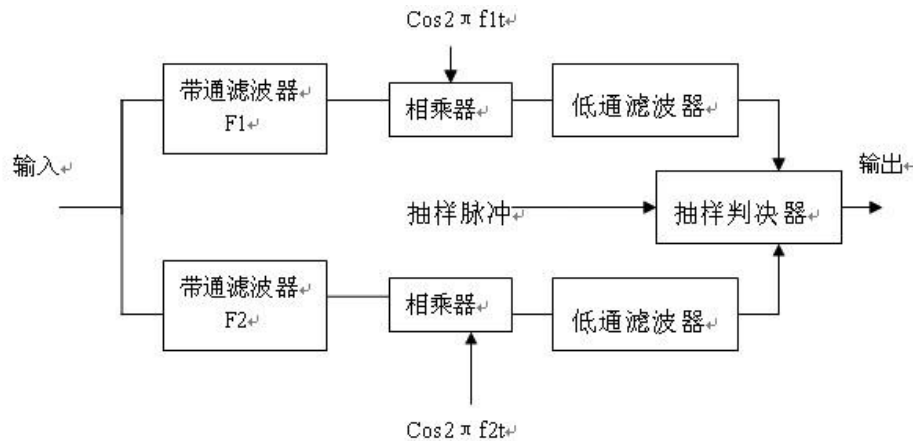 Cos2πf1t
带通滤波器
F1
相乘器
低通滤波器
输入
输出
抽样脉冲
抽样判决器
带通滤波器
F2
相乘器
低通滤波器
Cos2πf2t